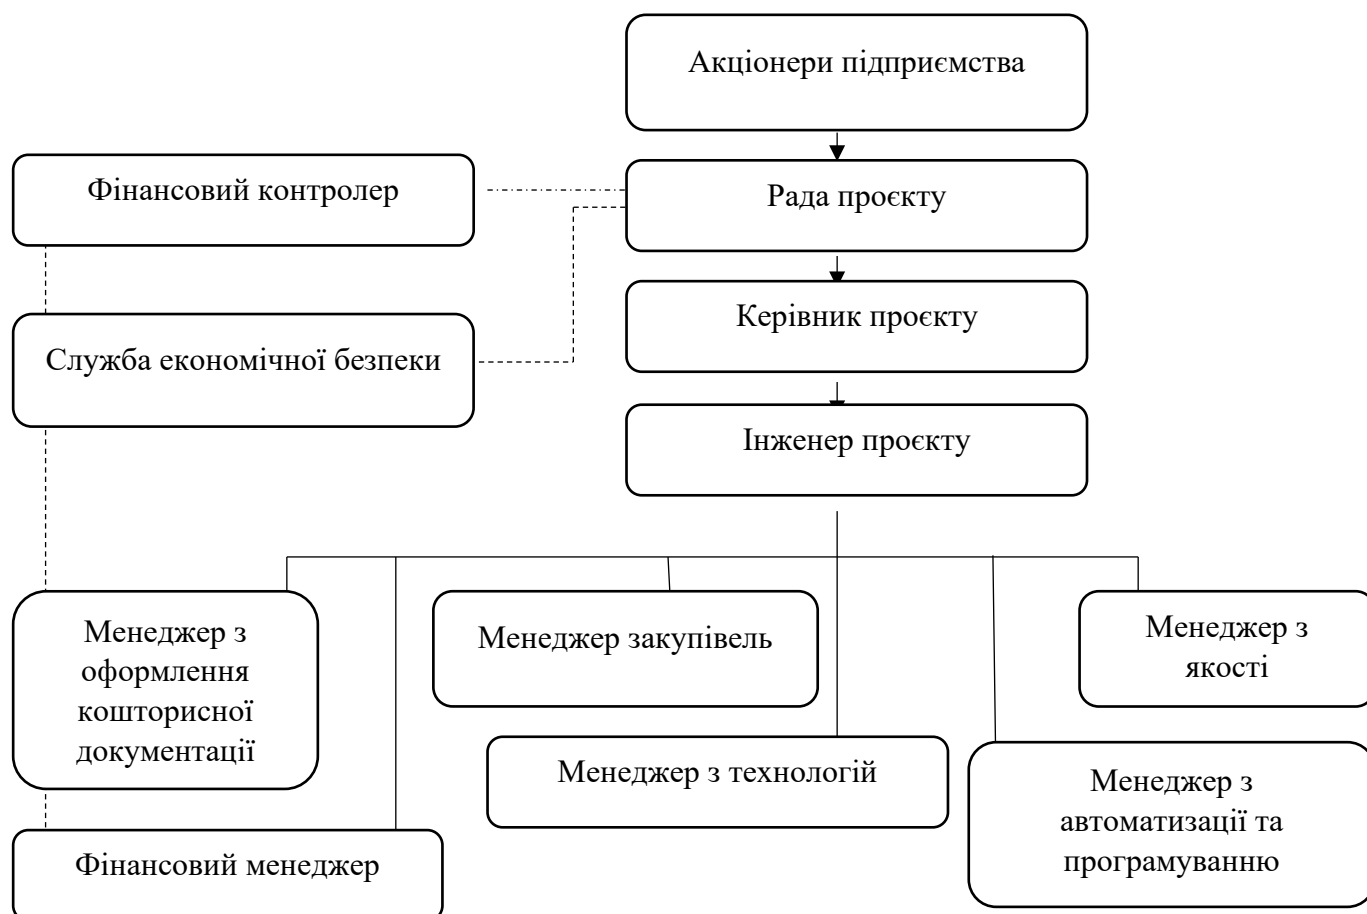 Акціонери підприємства
Фінансовий контролер
Рада проєкту
Керівник проєкту
Служба економічної безпеки
Інженер проєкту
Менеджер з
оформлення
кошторисної
документації
Менеджер закупівель
Менеджер з
якості
Менеджер з технологій
Менеджер з
автоматизації та
програмуванню
Фінансовий менеджер